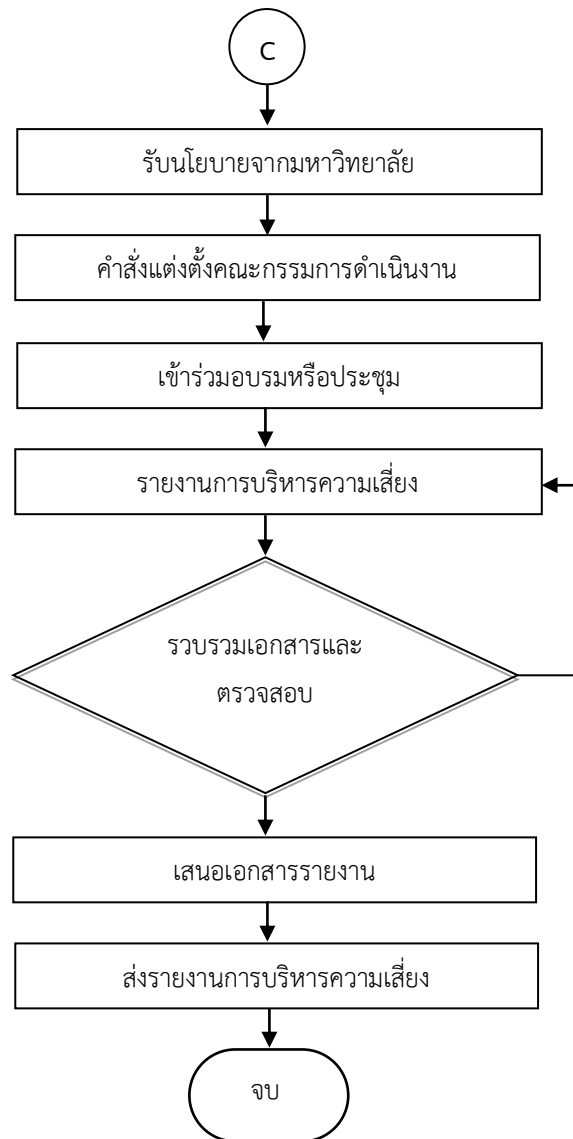 C
รับนโยบายจากมหาวิทยาลัย
คำสั่งแต่งตั้งคณะกรรมการดำเนินงาน
เข้าร่วมอบรมหรือประชุม
รายงานการบริหารความเสี่ยง
รวบรวมเอกสารและ
ตรวจสอบ
เสนอเอกสารรายงาน
ส่งรายงานการบริหารความเสี่ยง
จบ